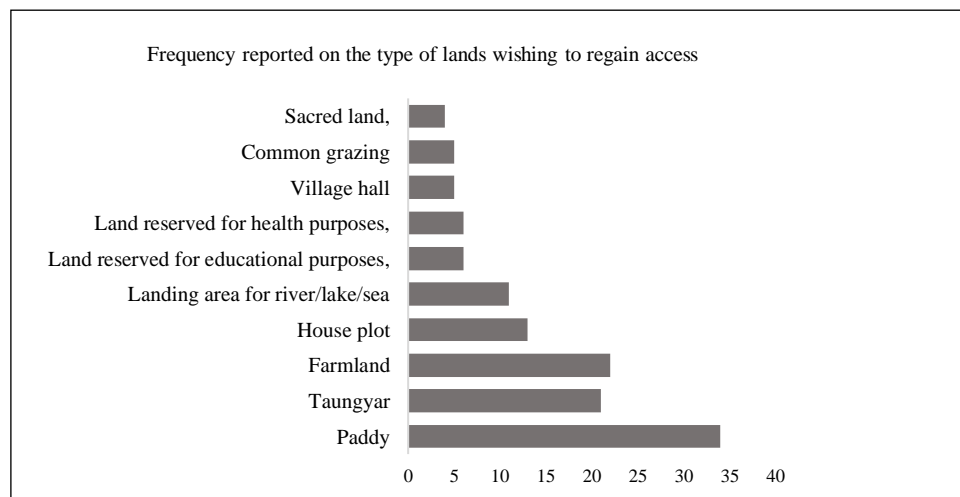 Frequency reported on the type of lands wishing to regain access
Sacred land,
Common grazing
Village hall
Land reserved for health purposes,
Land reserved for educational purposes,
Landing area for river/lake/sea
House plot
Farmland
Taungyar
Paddy
0 5 10 15 20 25 30 35 40